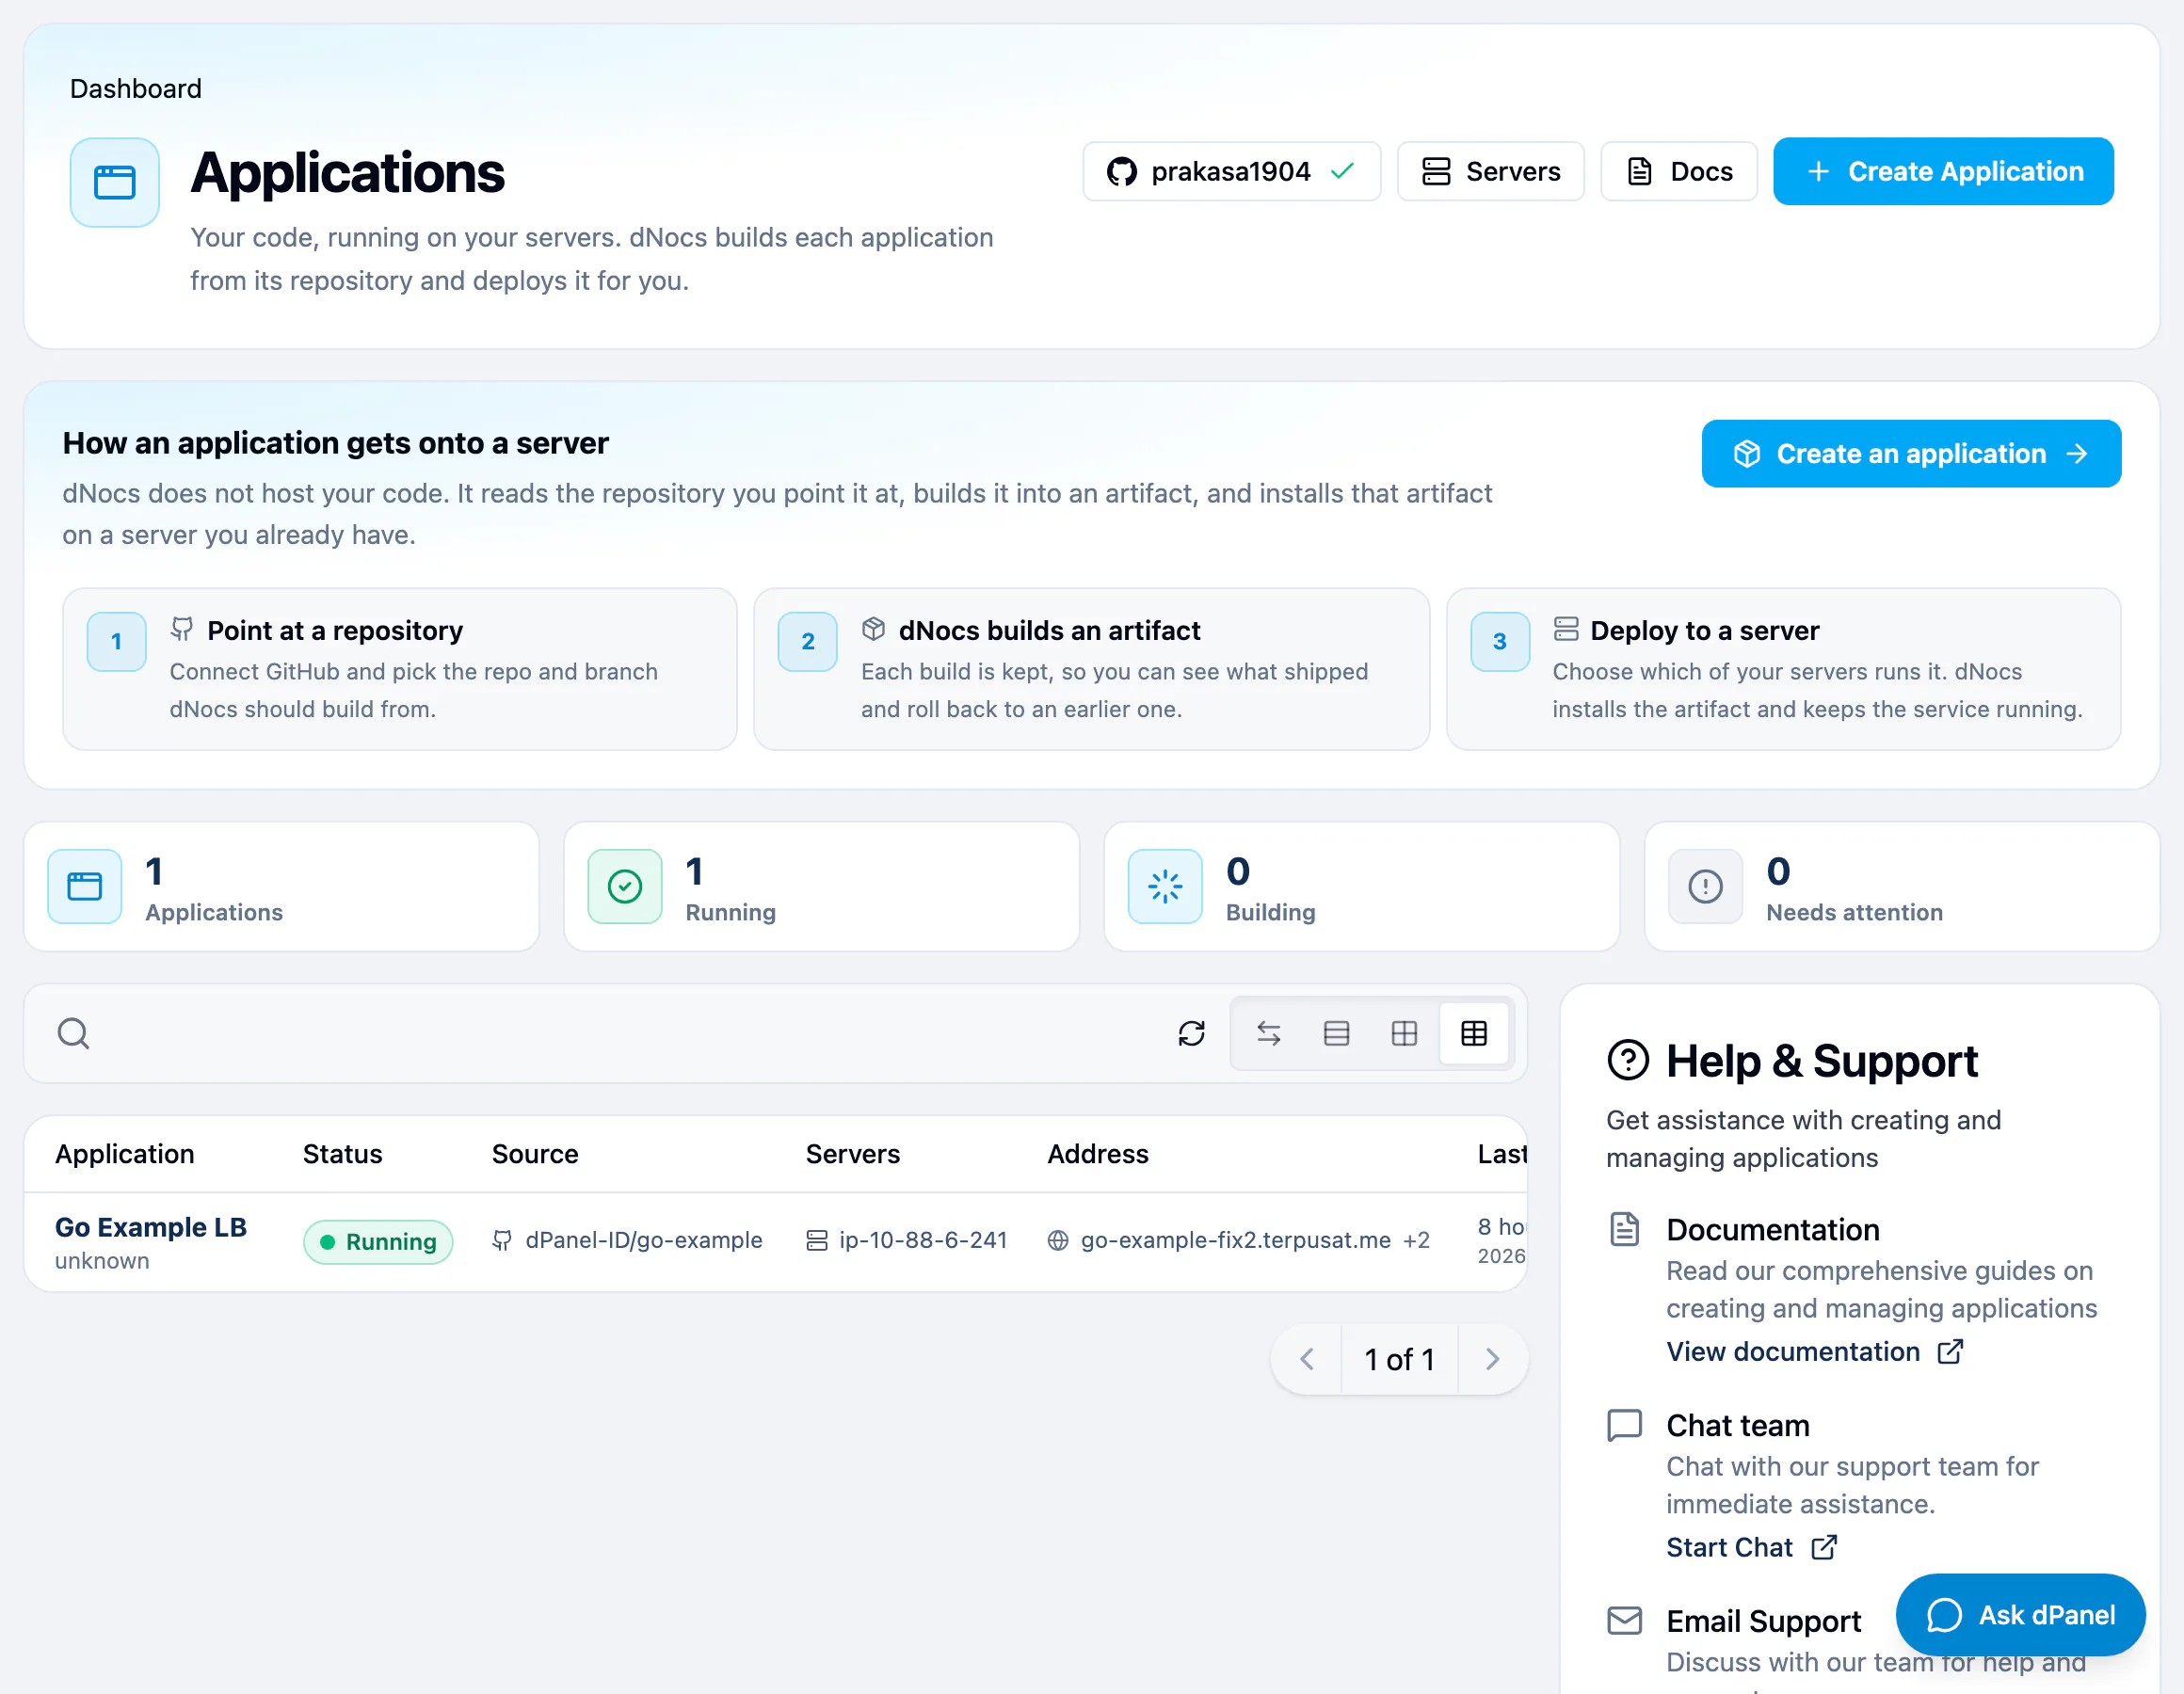 Dashboard
Applications
Your code, running on your servers. dNocs builds each application
from its repository and deploys it for you.
prakasa1904
Servers
Docs
Create Application
How an application gets onto a server
dNocs does not host your code. It reads the repository you point it at, builds it into an artifact, and installs that artifact
on a server you already have.
Create an application
1
Point at a repository
Connect GitHub and pick the repo and branch
dNocs should build from.
2
dNocs builds an artifact
Each build is kept, so you can see what shipped
and roll back to an earlier one.
3
Deploy to a server
Choose which of your servers runs it. dNocs
installs the artifact and keeps the service running.
1
Applications
1
Running
0
Building
0
Needs attention
Application Status Source Servers Address Last
Go Example LB
unknown
Running
dPanel-ID/go-example
ip-10-88-6-241
go-example-fix2.terpusat.me +2
8 ho
2026
1 of 1
Help & Support
Get assistance with creating and
managing applications
Documentation
Read our comprehensive guides on
creating and managing applications
View documentation
Chat team
Chat with our support team for
immediate assistance.
Start Chat
Email Support
Discuss with our team for help and
Ask dPanel